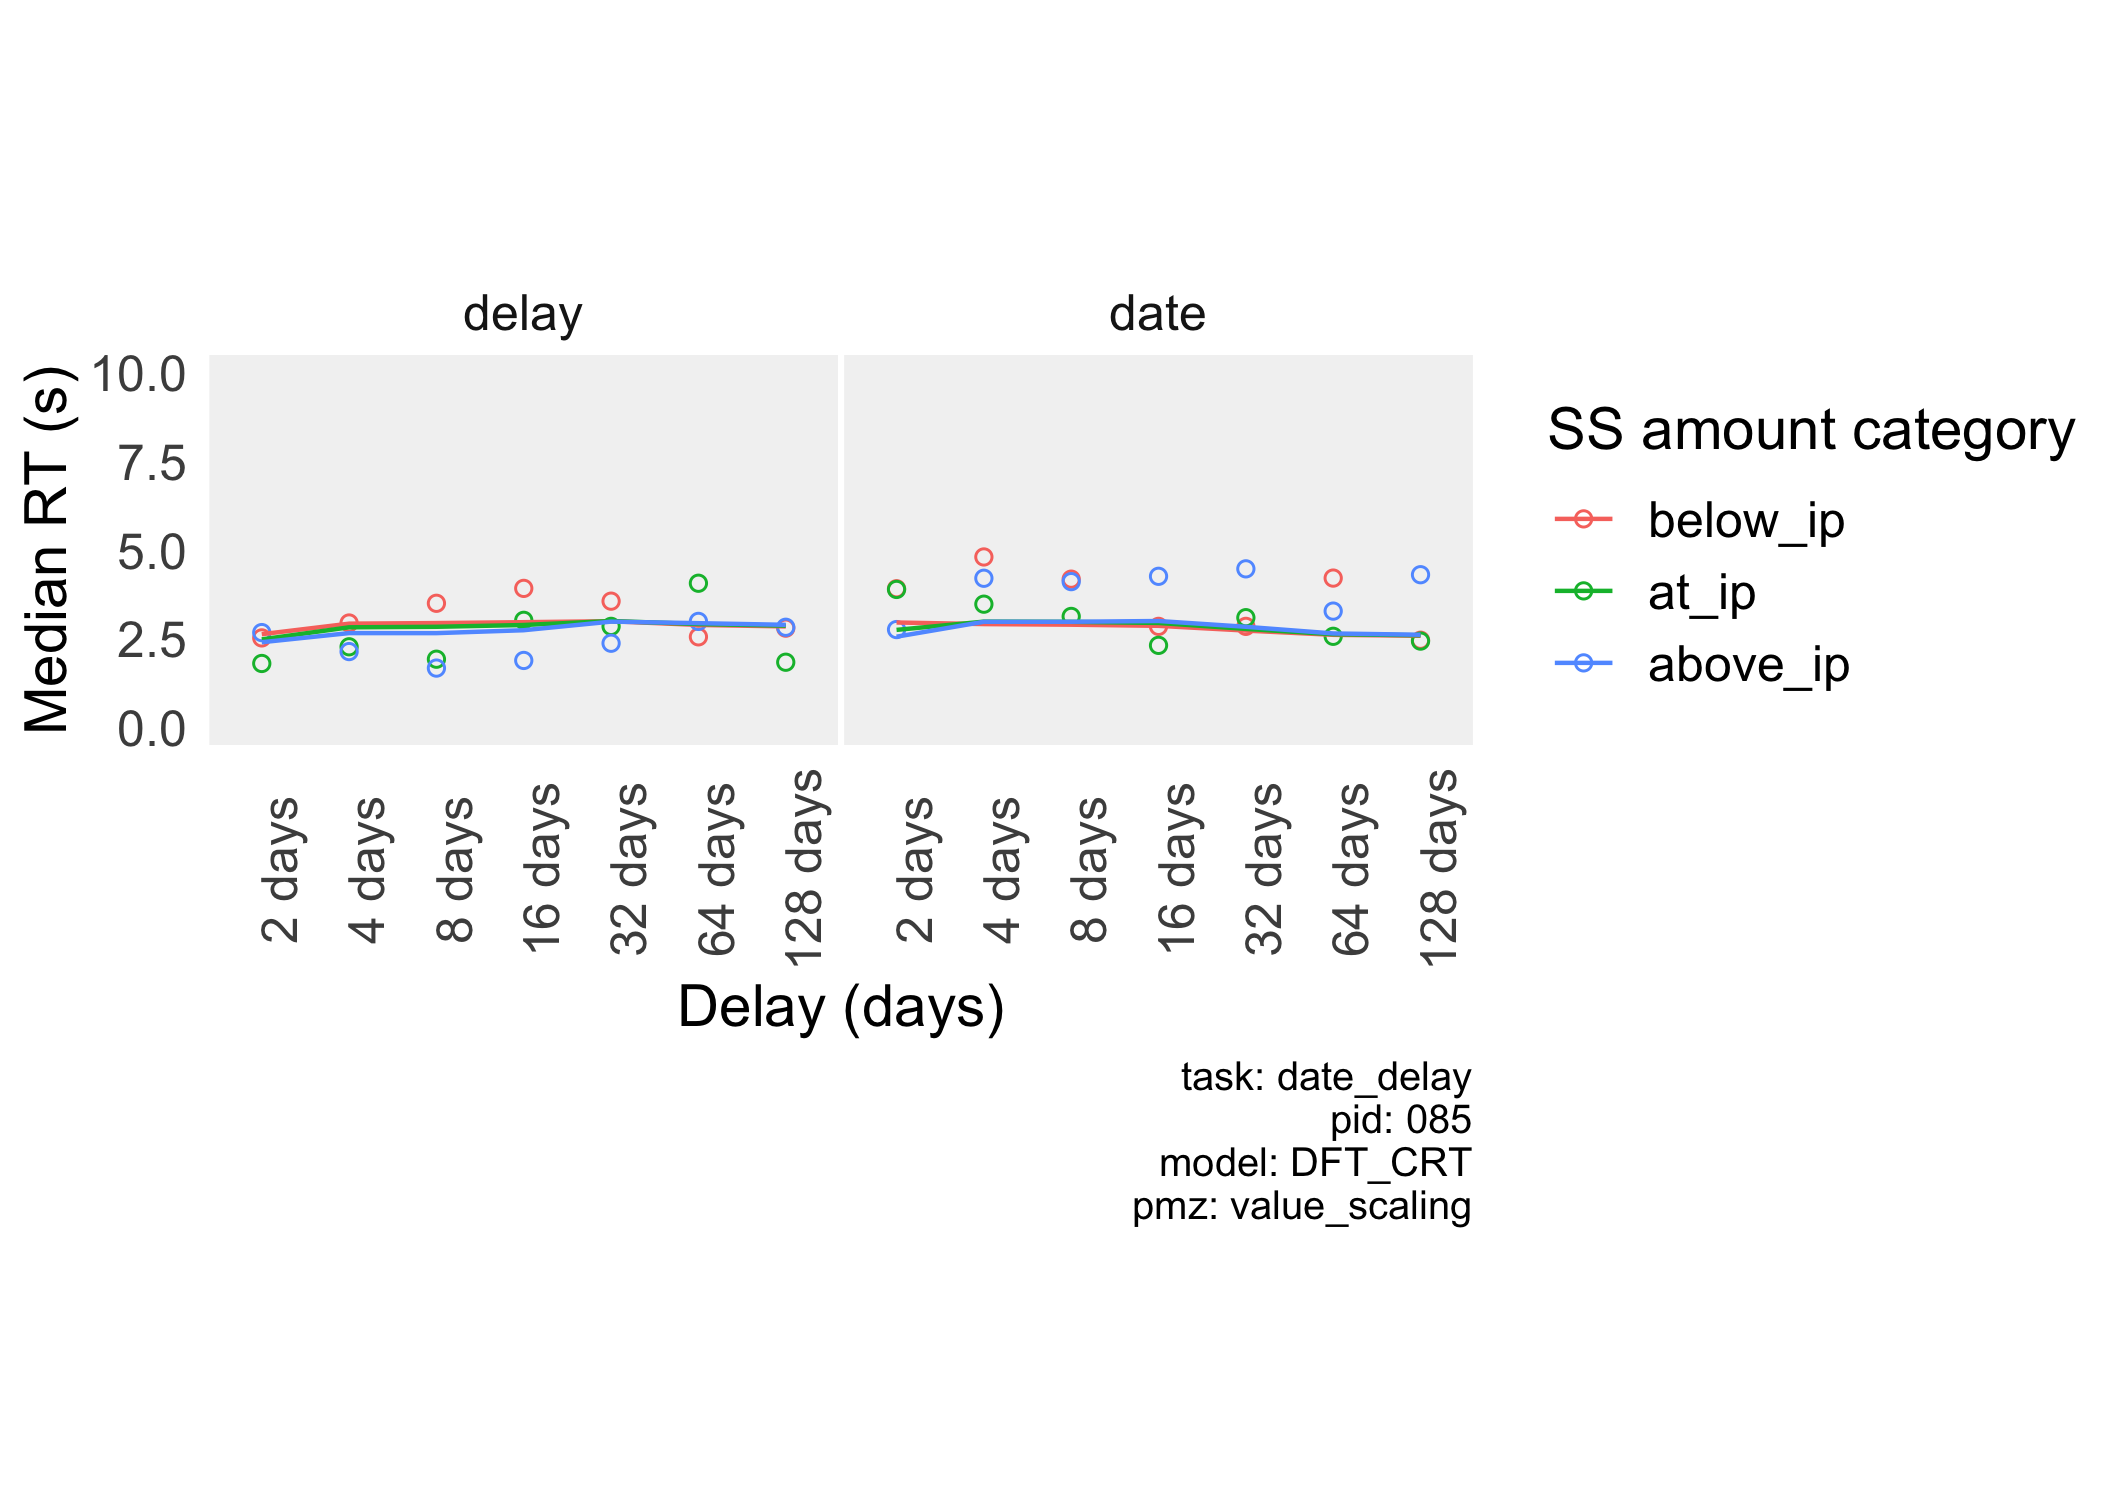 delay
date
Median RT (s)
10.0
7.5
5.0
2.5
0.0
2 days
4 days
8 days
16 days
32 days
64 days
128 days
2 days
4 days
8 days
16 days
32 days
64 days
128 days
Delay (days)
SS amount category
below_ip
at_ip
above_ip
task: date_delay
pid: 085
model: DFT_CRT
pmz: value_scaling